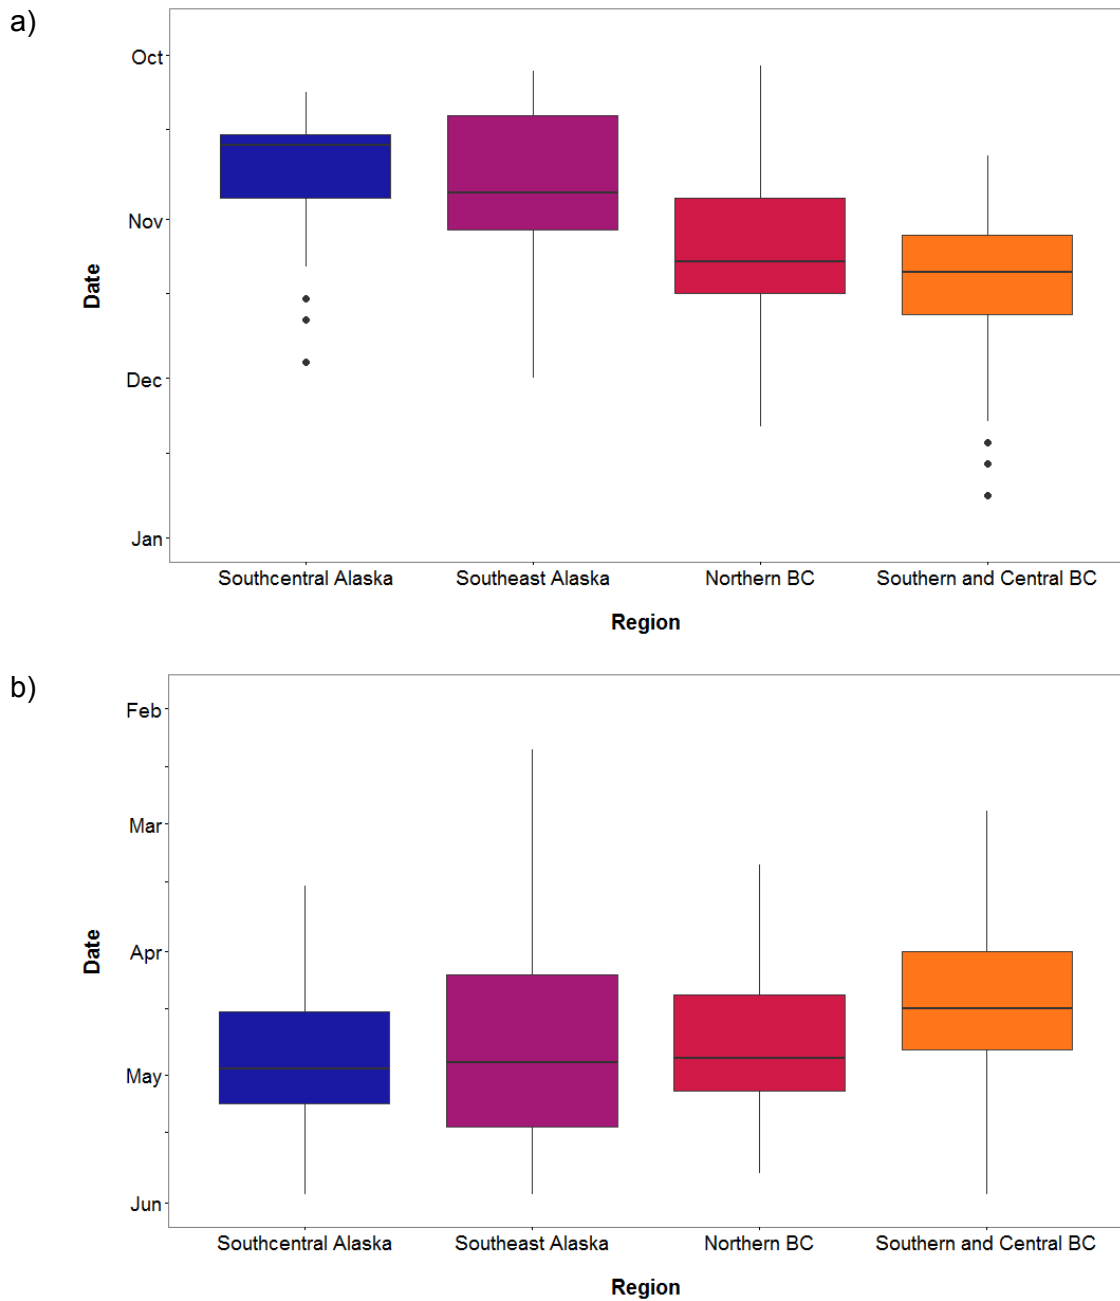 a)
Oct
Nov
Dec
Jan
Date
Southcentral Alaska Southeast Alaska Northern BC Southern and Central BC
Region
b)
Feb
Mar
Apr
May
Jun
Date
Southcentral Alaska Southeast Alaska Northern BC Southern and Central BC
Region